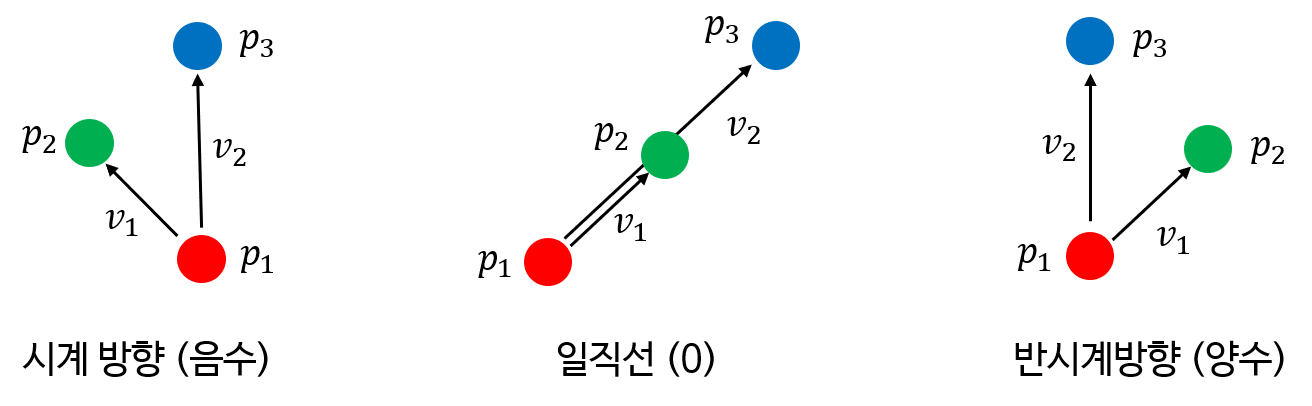 p₃
p₂
v₂
v₁
p₁
시계 방향 (음수)
p₃
p₂
v₂
v₁
p₁
일직선 (0)
p₃
v₂
p₂
v₁
p₁
반시계방향 (양수)